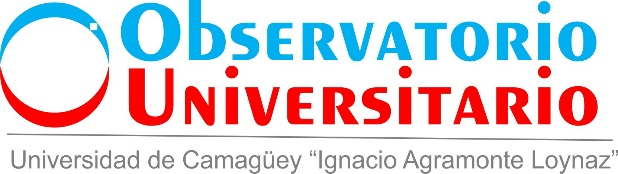 Observatorio
Universitario
Universidad de Camagüey “Ignacio Agramonte Loynaz”